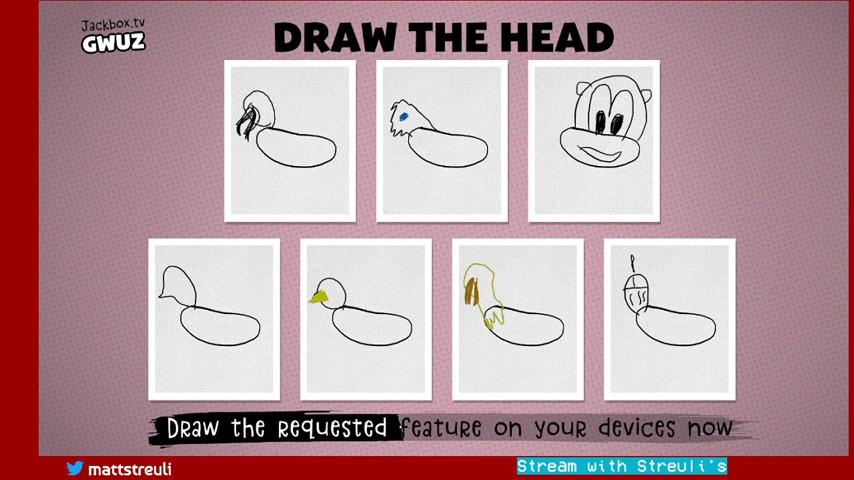 Jackbox.tv
GWUZ
DRAW THE HEAD
Draw the requested feature on your devices now
mattstreuli
Stream with Streuli's